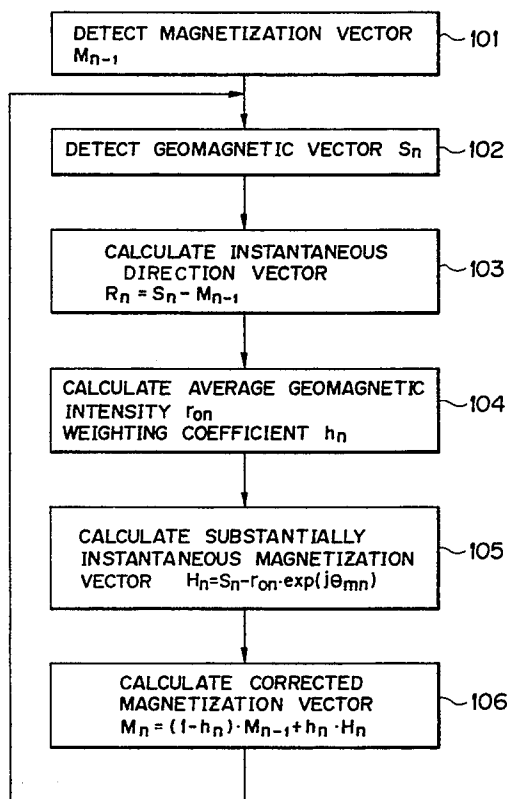 DETECT MAGNETIZATION VECTOR
Mn-1
101
DETECT GEOMAGNETIC VECTOR Sn
102
CALCULATE INSTANTANEOUS
DIRECTION VECTOR
Rn = Sn - Mn-1
103
CALCULATE AVERAGE GEOMAGNETIC
INTENSITY ron
WEIGHTING COEFFICIENT hn
104
CALCULATE SUBSTANTIALLY
INSTANTANEOUS MAGNETIZATION
VECTOR Hn=Sn-ron·exp(jθmn)
105
CALCULATE CORRECTED
MAGNETIZATION VECTOR
Mn = (1-hn)·Mn-1+hn·Hn
106